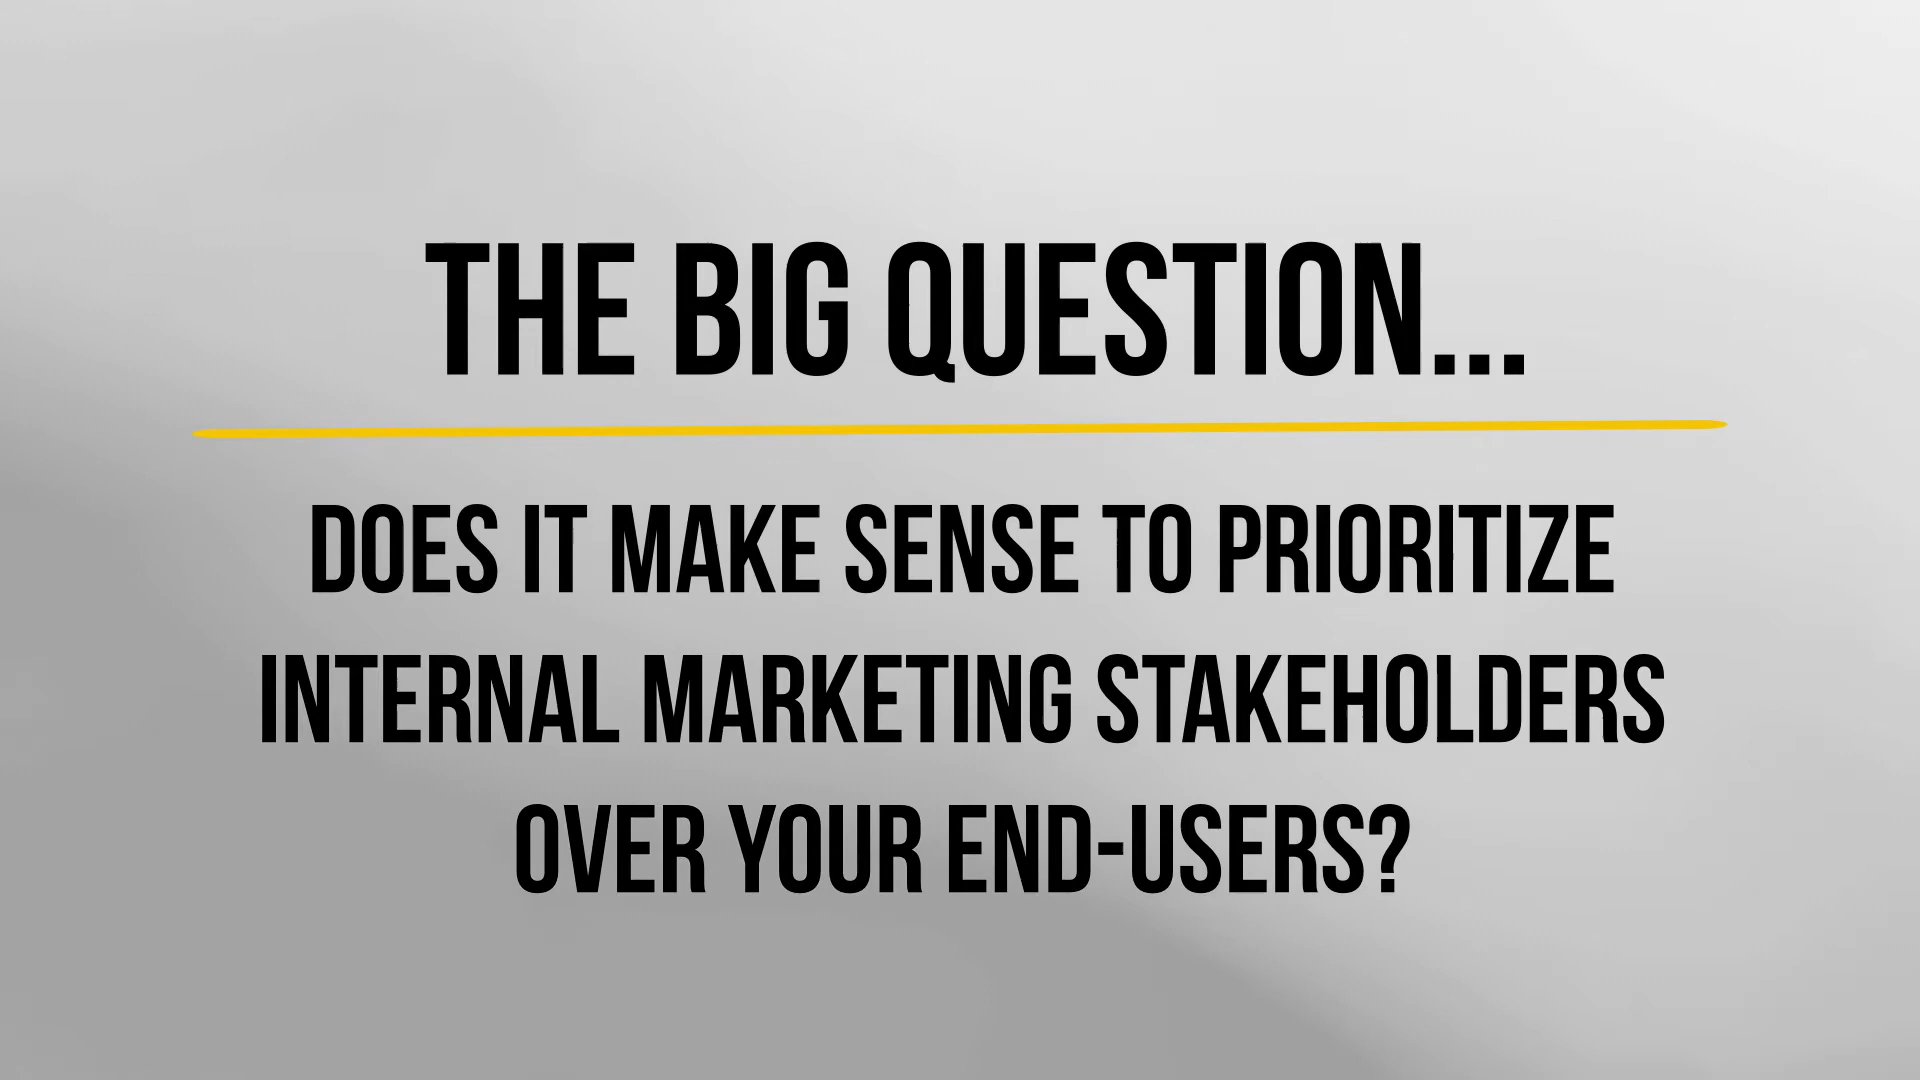 THE BIG QUESTION...
DOES IT MAKE SENSE TO PRIORITIZE
INTERNAL MARKETING STAKEHOLDERS
OVER YOUR END-USERS?